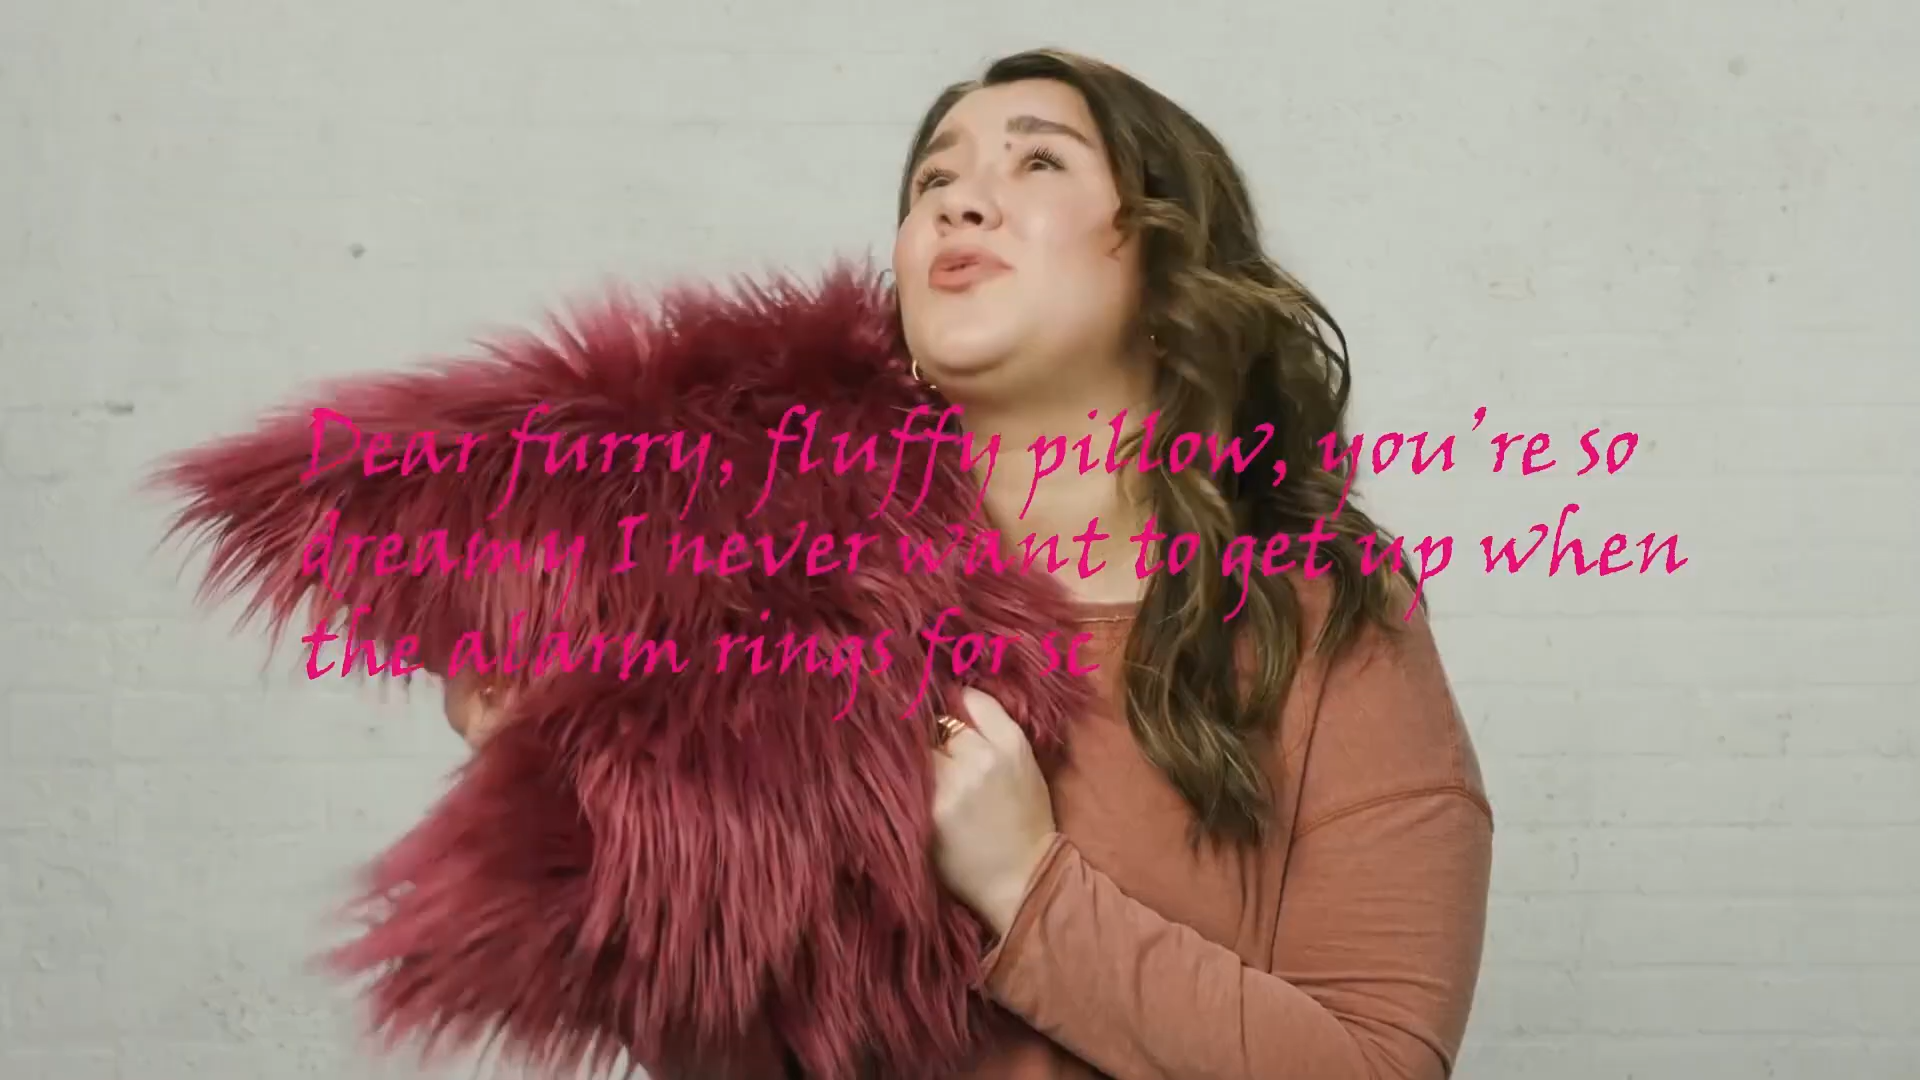 Dear furry, fluffy pillow, you’re so
dreamy I never want to get up when
the alarm rings for sc